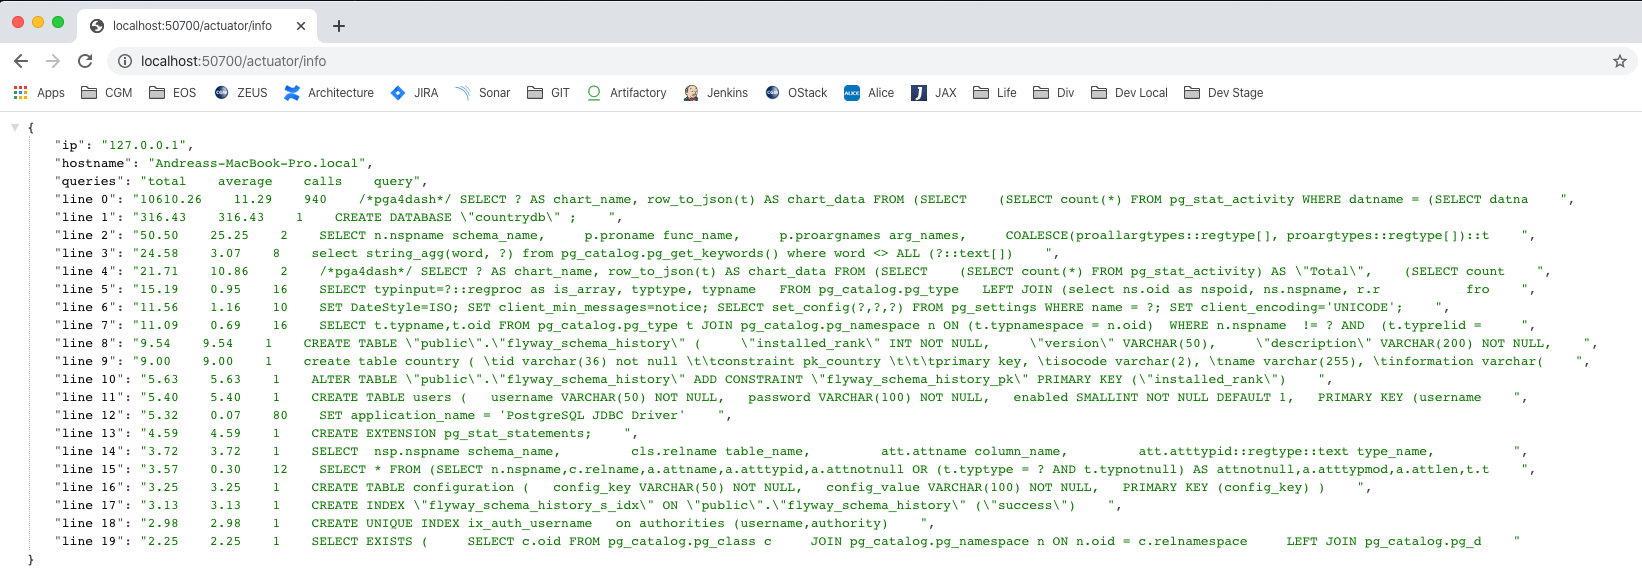 localhost:50700/actuator/info
localhost:50700/actuator/info
Apps CGM EOS ZEUS Architecture JIRA Sonar GIT Artifactory Jenkins OStack ALICE Alice J JAX Life Div Dev Local Dev Stage
{
"ip": "127.0.0.1",
"hostname": "Andreass-MacBook-Pro.local",
"queries": "total average calls query",
"line 0": "10610.26 11.29 940 /*pga4dash*/ SELECT ? AS chart_name, row_to_json(t) AS chart_data FROM (SELECT (SELECT count(*) FROM pg_stat_activity WHERE datname = (SELECT datna ",
"line 1": "316.43 316.43 1 CREATE DATABASE \"countrydb\" ; ",
"line 2": "50.50 25.25 2 SELECT n.nspname schema_name, p.proname func_name, p.proargnames arg_names, COALESCE(proallargtypes::regtype[], proargtypes::regtype[])::t ",
"line 3": "24.58 3.07 8 select string_agg(word, ?) from pg_catalog.pg_get_keywords() where word <> ALL (?::text[]) ",
"line 4": "21.71 10.86 2 /*pga4dash*/ SELECT ? AS chart_name, row_to_json(t) AS chart_data FROM (SELECT (SELECT count(*) FROM pg_stat_activity) AS \"Total\", (SELECT count ",
"line 5": "15.19 0.95 16 SELECT typinput=?::regproc as is_array, typtype, typname FROM pg_catalog.pg_type LEFT JOIN (select ns.oid as nspoid, ns.nspname, r.r fro ",
"line 6": "11.56 1.16 10 SET DateStyle=ISO; SET client_min_messages=notice; SELECT set_config(?,?,?) FROM pg_settings WHERE name = ?; SET client_encoding='UNICODE'; ",
"line 7": "11.09 0.69 16 SELECT t.typname,t.oid FROM pg_catalog.pg_type t JOIN pg_catalog.pg_namespace n ON (t.typnamespace = n.oid) WHERE n.nspname != ? AND (t.typrelid = ",
"line 8": "9.54 9.54 1 CREATE TABLE \"public\".\"flyway_schema_history\" ( \"installed_rank\" INT NOT NULL, \"version\" VARCHAR(50), \"description\" VARCHAR(200) NOT NULL, ",
"line 9": "9.00 9.00 1 create table country ( \tid varchar(36) not null \t\tconstraint pk_country \t\t\tprimary key, \tisocode varchar(2), \tname varchar(255), \tinformation varchar( ",
"line 10": "5.63 5.63 1 ALTER TABLE \"public\".\"flyway_schema_history\" ADD CONSTRAINT \"flyway_schema_history_pk\" PRIMARY KEY (\"installed_rank\") ",
"line 11": "5.40 5.40 1 CREATE TABLE users ( username VARCHAR(50) NOT NULL, password VARCHAR(100) NOT NULL, enabled SMALLINT NOT NULL DEFAULT 1, PRIMARY KEY (username ",
"line 12": "5.32 0.07 80 SET application_name = 'PostgreSQL JDBC Driver' ",
"line 13": "4.59 4.59 1 CREATE EXTENSION pg_stat_statements; ",
"line 14": "3.72 3.72 1 SELECT nsp.nspname schema_name, cls.relname table_name, att.attname column_name, att.atttypid::regtype::text type_name, ",
"line 15": "3.57 0.30 12 SELECT * FROM (SELECT n.nspname,c.relname,a.attname,a.atttypid,a.attnotnull OR (t.typtype = ? AND t.typnotnull) AS attnotnull,a.atttypmod,a.attlen,t.t ",
"line 16": "3.25 3.25 1 CREATE TABLE configuration ( config_key VARCHAR(50) NOT NULL, config_value VARCHAR(100) NOT NULL, PRIMARY KEY (config_key) ) ",
"line 17": "3.13 3.13 1 CREATE INDEX \"flyway_schema_history_s_idx\" ON \"public\".\"flyway_schema_history\" (\"success\") ",
"line 18": "2.98 2.98 1 CREATE UNIQUE INDEX ix_auth_username on authorities (username,authority) ",
"line 19": "2.25 2.25 1 SELECT EXISTS ( SELECT c.oid FROM pg_catalog.pg_class c JOIN pg_catalog.pg_namespace n ON n.oid = c.relnamespace LEFT JOIN pg_catalog.pg_d "
}